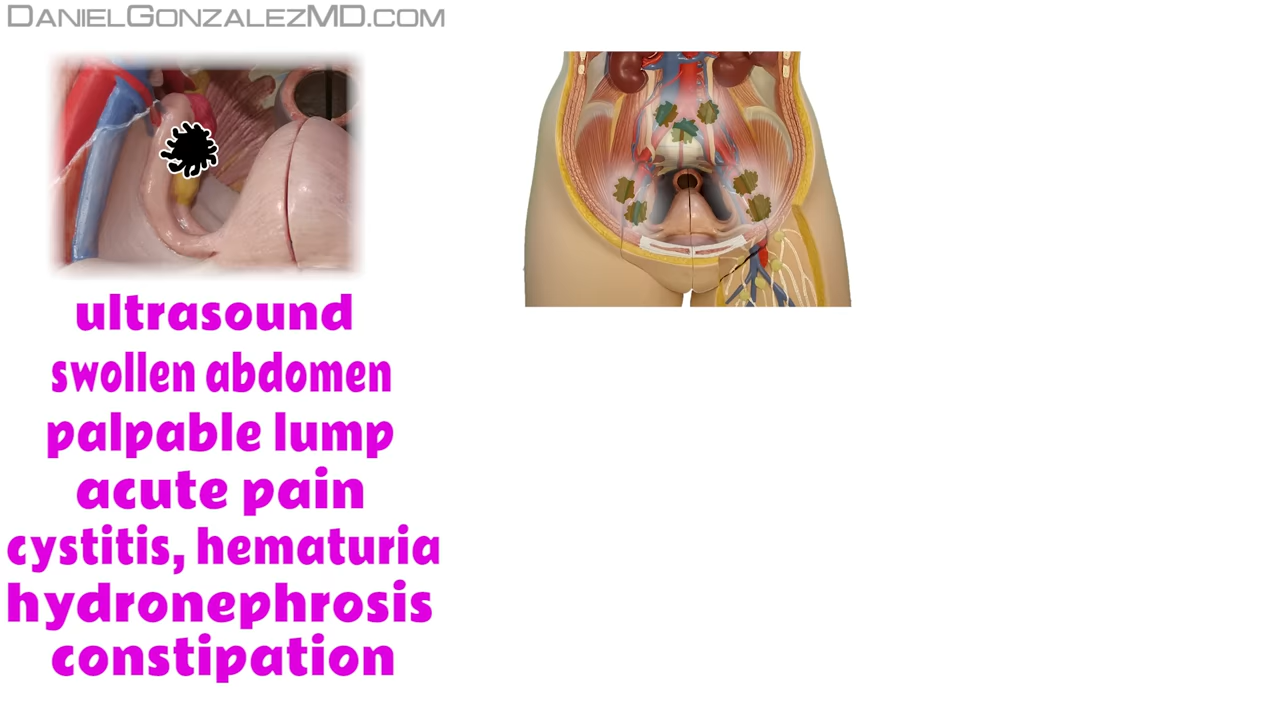 DanielGonzalezMD.com
ultrasound
swollen abdomen
palpable lump
acute pain
cystitis, hematuria
hydronephrosis
constipation